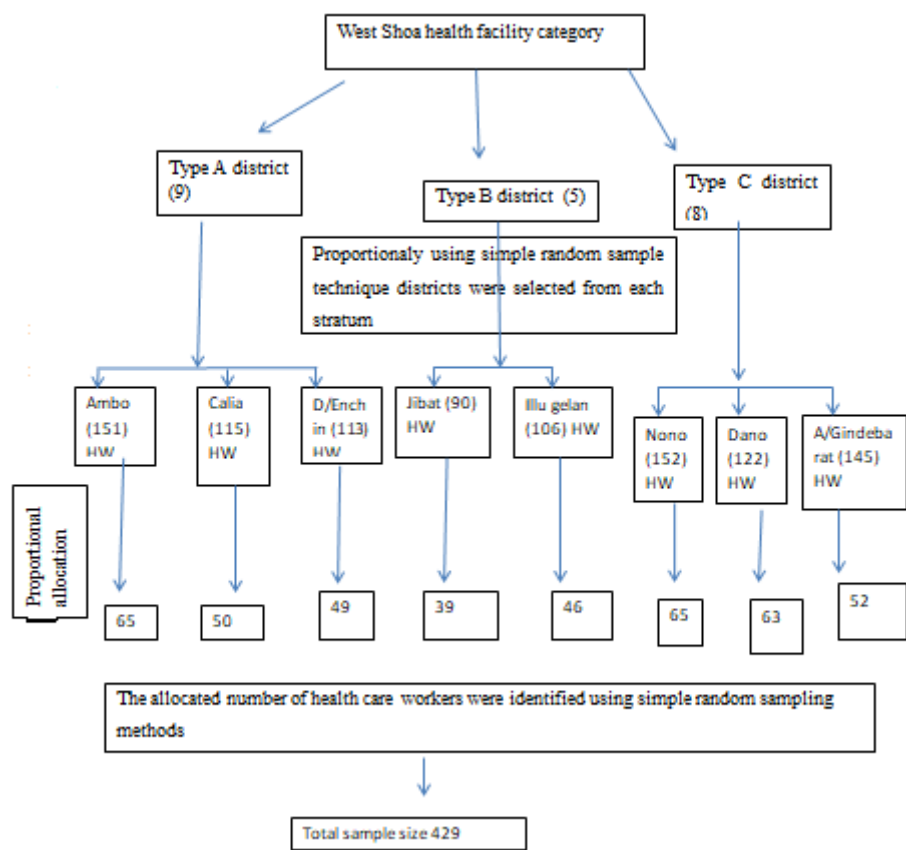 West Shoa health facility category
Type A district
(9)
Type B district (5)
Type C district
(8)
Proportionaly using simple random sample
technique districts were selected from each
stratum
Ambo
(151)
HW
Calia
(115)
HW
D/Ench
in (113)
HW
Jibat (90)
HW
Illu gelan
(106) HW
Nono
(152)
HW
Dano
(122)
HW
A/Gindeba
rat (145)
HW
Proportional
allocation
65
50
49
39
46
65
63
52
The allocated number of health care workers were identified using simple random sampling
methods
Total sample size 429